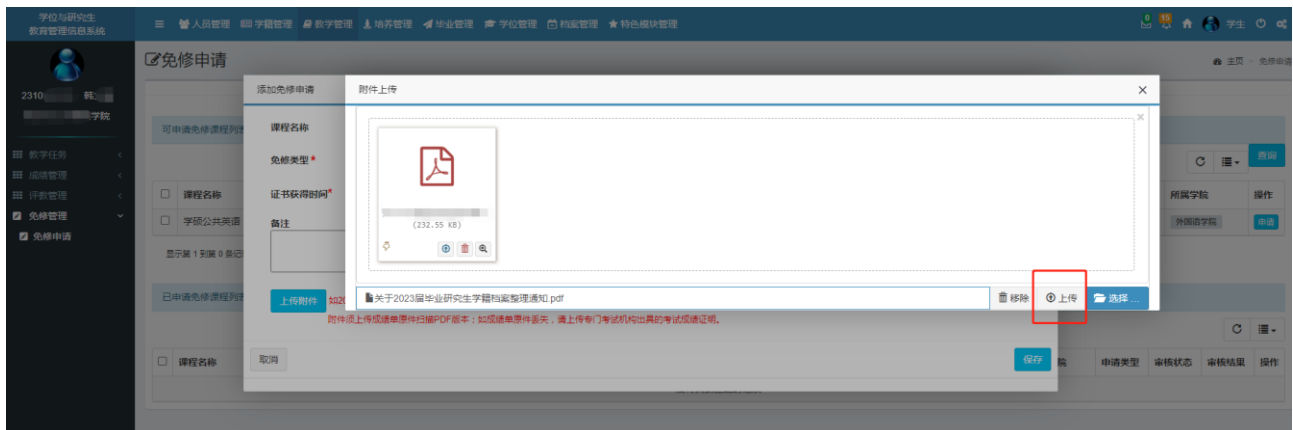 学位与研究生
教育管理信息系统
人员管理 学籍管理 教学管理 培养管理 毕业管理 学位管理 档案管理 特色模块管理
0 15 学生
2310
学院
教学任务
成绩管理
评教管理
免修管理
免修申请
免修申请
主页 > 免修申请
添加免修申请
附件上传
×
可申请免修课程列表
课程名称
免修类型*
证书获得时间*
备注
(232.55 KB)
查询
课程名称 所属学院 操作
学硕公共英语 外国语学院 申请
显示第 1 到第 0 条记
已申请免修课程列表
上传附件
关于2023届毕业研究生学籍档案整理通知.pdf 移除 上传 选择 ...
附件须上传成绩单原件扫描PDF版本；如成绩单原件丢失，请上传专门考试机构出具的考试成绩证明。
取消 保存
课程名称 院 申请类型 审核状态 审核结果 操作